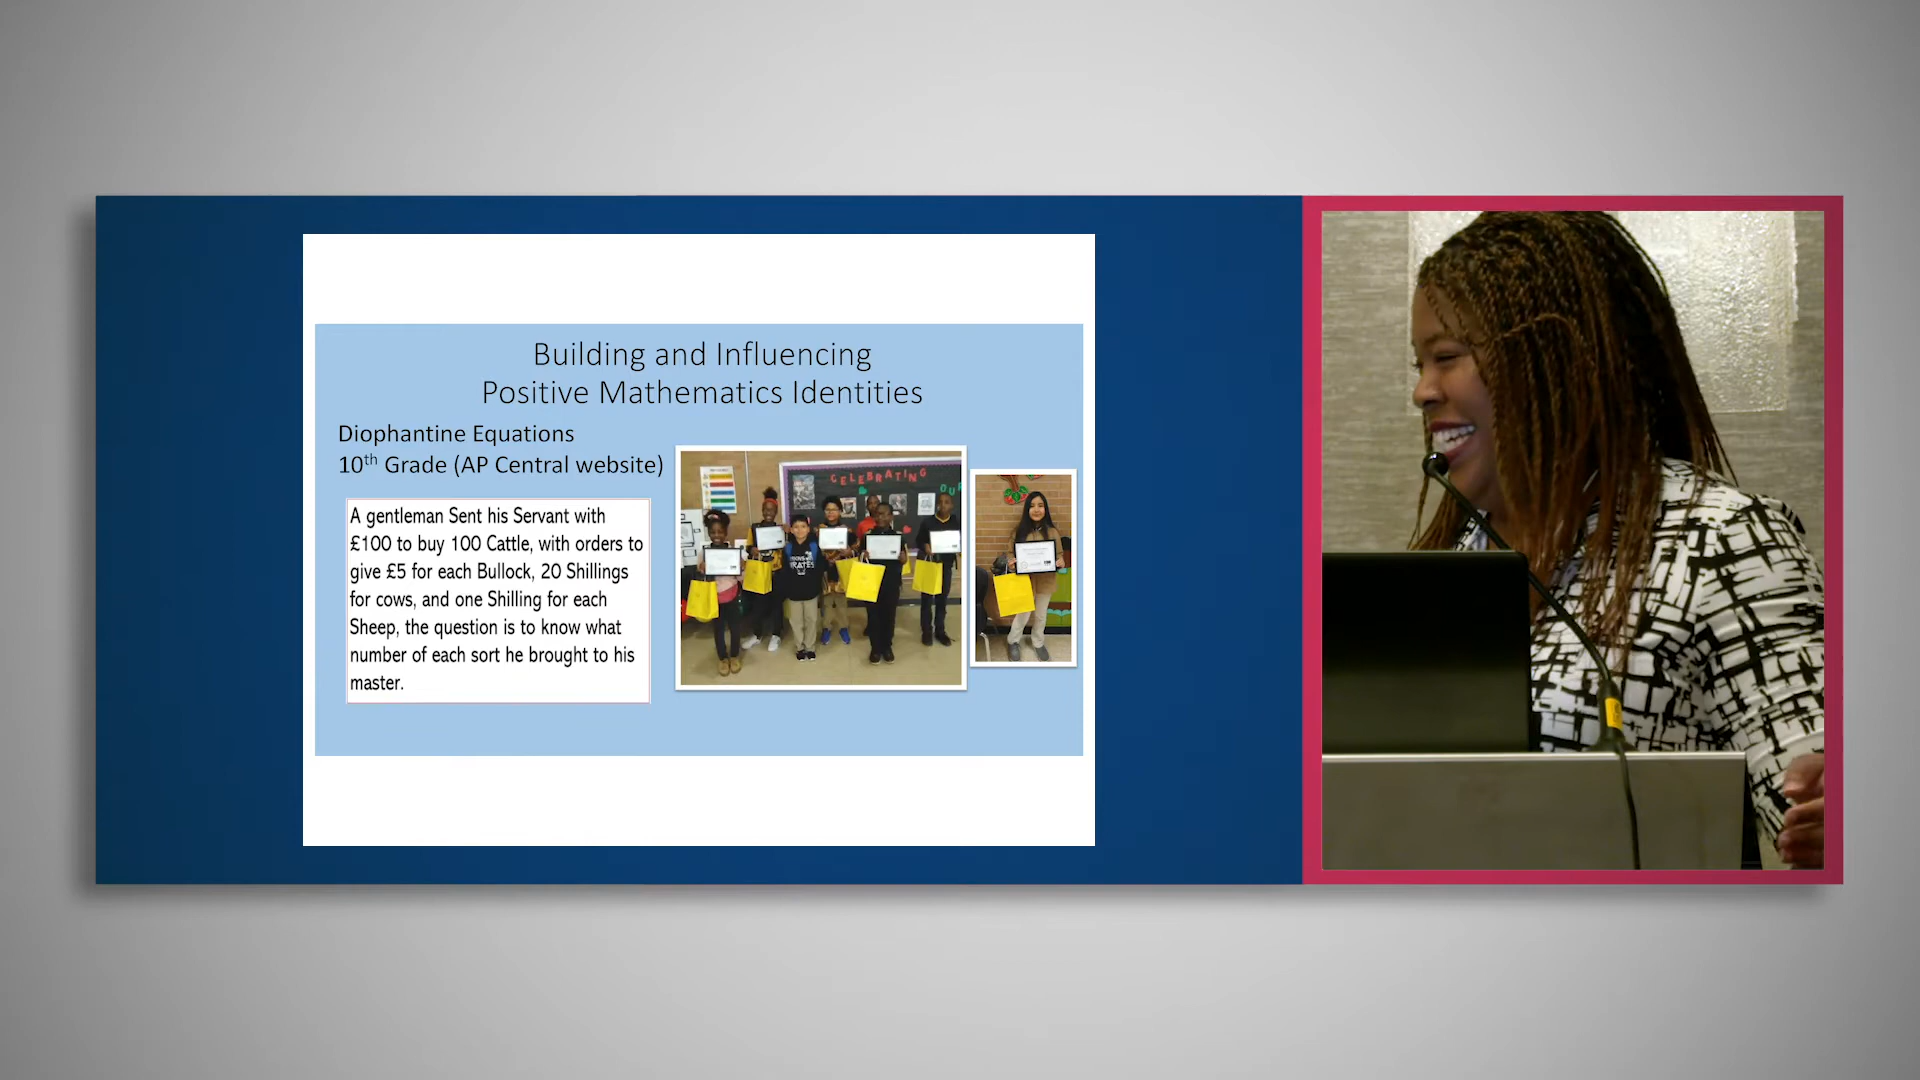 Building and Influencing
Positive Mathematics Identities
Diophantine Equations
10th Grade (AP Central website)
A gentleman Sent his Servant with
£100 to buy 100 Cattle, with orders to
give £5 for each Bullock, 20 Shillings
for cows, and one Shilling for each
Sheep, the question is to know what
number of each sort he brought to his
master.
CELEBRATING
OUR